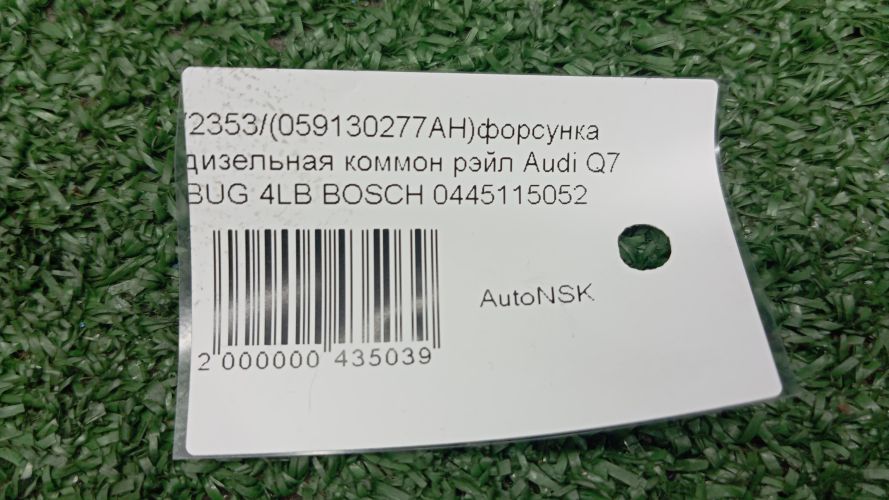 /2353/(059130277AH)форсунка
дизельная коммон рэйл Audi Q7
BUG 4LB BOSCH 0445115052
AutoNSK
2 000000 435039